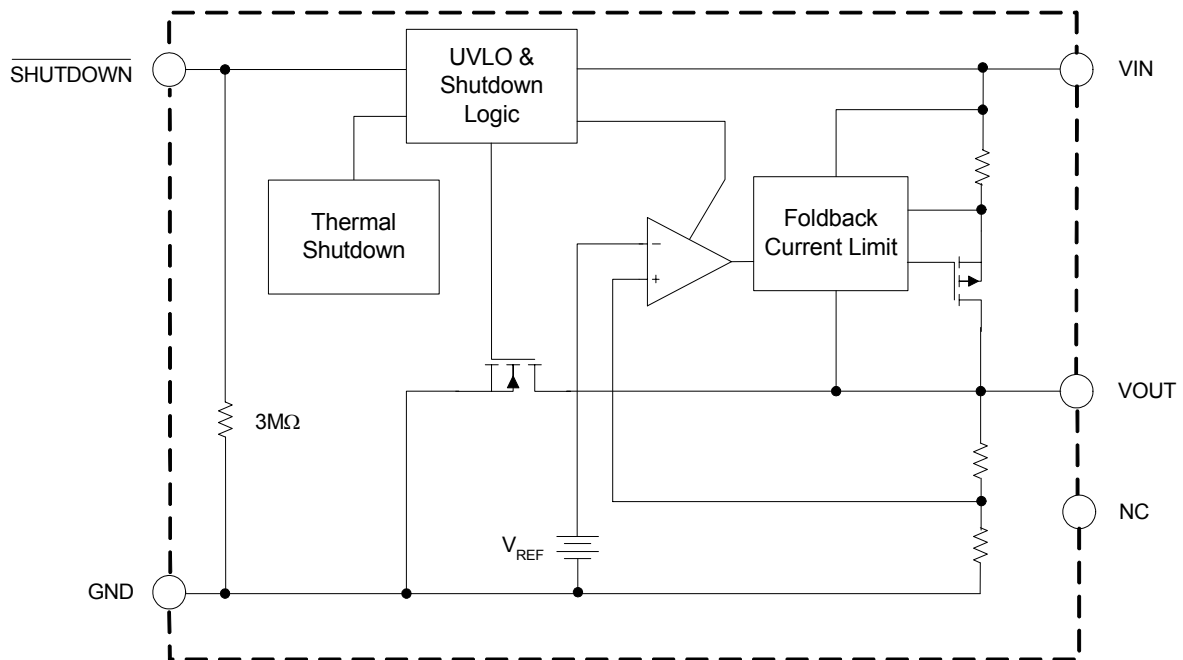 SHUTDOWN
UVLO &
Shutdown
Logic
VIN
Thermal
Shutdown
Foldback
Current Limit
−
+
VOUT
3MΩ
NC
VREF
GND